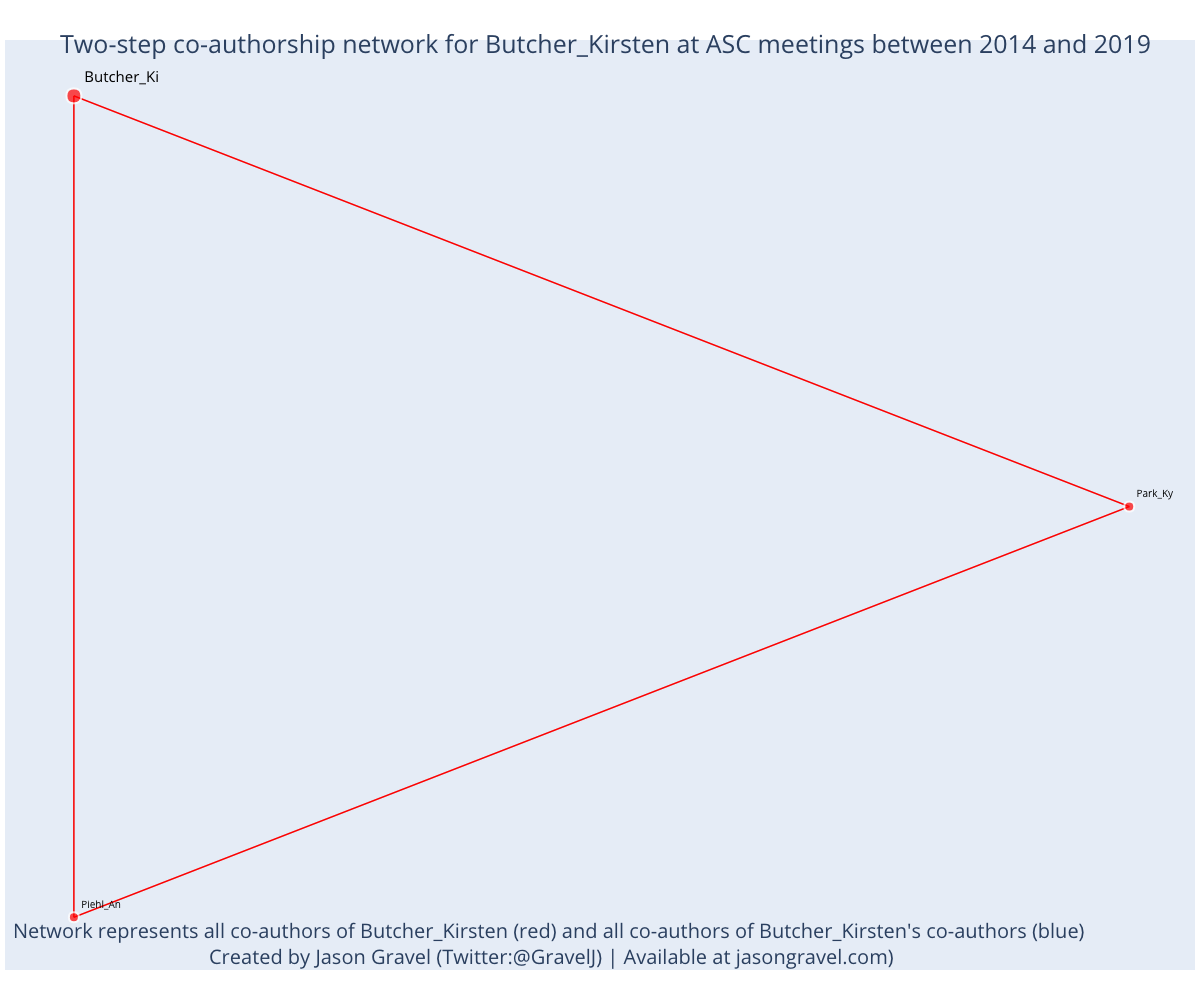 Two-step co-authorship network for Butcher_Kirsten at ASC meetings between 2014 and 2019
Butcher_Ki
Park_Ky
Piehl_An
Network represents all co-authors of Butcher_Kirsten (red) and all co-authors of Butcher_Kirsten's co-authors (blue)
Created by Jason Gravel (Twitter:@GravelJ) | Available at jasongravel.com)